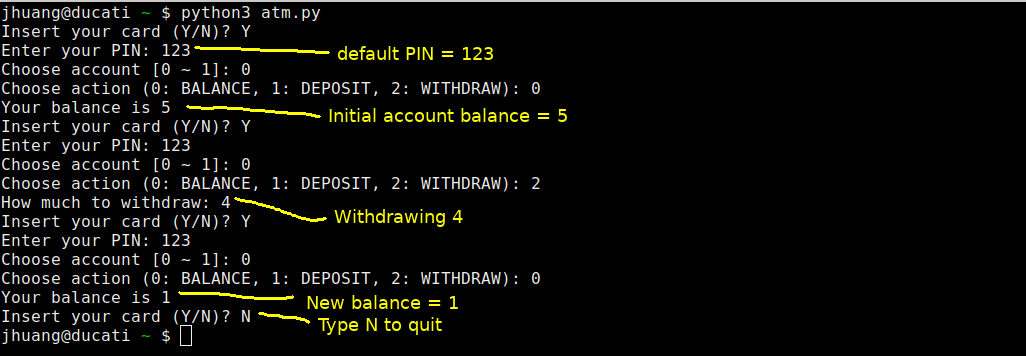 jhuang@ducati ~ $ python3 atm.py
Insert your card (Y/N)? Y
Enter your PIN: 123 default PIN = 123
Choose account [0 ~ 1]: 0
Choose action (0: BALANCE, 1: DEPOSIT, 2: WITHDRAW): 0
Your balance is 5 Initial account balance = 5
Insert your card (Y/N)? Y
Enter your PIN: 123
Choose account [0 ~ 1]: 0
Choose action (0: BALANCE, 1: DEPOSIT, 2: WITHDRAW): 2
How much to withdraw: 4 Withdrawing 4
Insert your card (Y/N)? Y
Enter your PIN: 123
Choose account [0 ~ 1]: 0
Choose action (0: BALANCE, 1: DEPOSIT, 2: WITHDRAW): 0
Your balance is 1 New balance = 1
Insert your card (Y/N)? N Type N to quit
jhuang@ducati ~ $